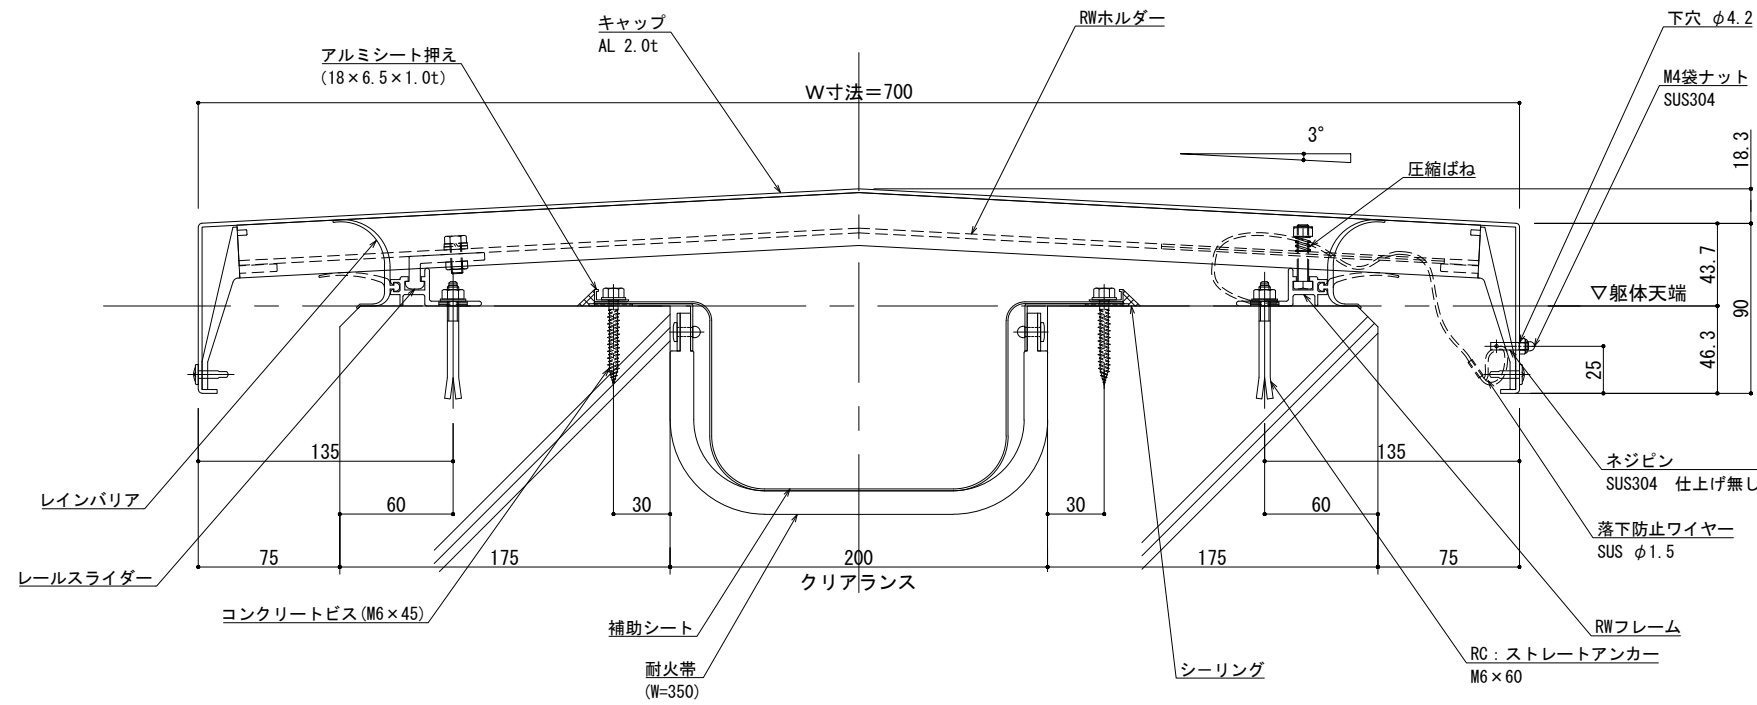 キャップ
AL 2.0t
RWホルダー
下穴 φ4.2
アルミシート押え
(18×6.5×1.0t)
M4袋ナット
SUS304
W寸法=700
3°
18.3
圧縮ばね
43.7
▽躯体天端
90
46.3
25
135
135
レインバリア
ネジピン
SUS304 仕上げ無し
60
30
30
60
落下防止ワイヤー
SUS φ1.5
75
175
200
175
75
レールスライダー
クリアランス
コンクリートビス(M6×45)
補助シート
RWフレーム
耐火帯
(W=350)
シーリング
RC:ストレートアンカー
M6×60